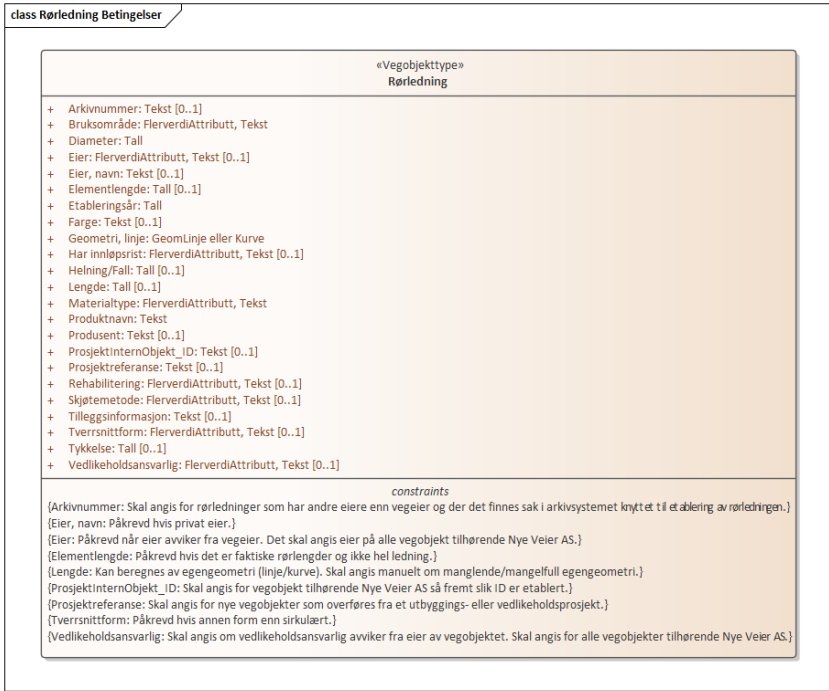 class Rørledning Betingelser
«Vegobjekttype»
Rørledning
+ Arkivnummer: Tekst [0..1]
+ Bruksområde: FlerverdiAttributt, Tekst
+ Diameter: Tall
+ Eier: FlerverdiAttributt, Tekst [0..1]
+ Eier, navn: Tekst [0..1]
+ Elementlengde: Tall [0..1]
+ Etableringsår: Tall
+ Farge: Tekst [0..1]
+ Geometri, linje: GeomLinje eller Kurve
+ Har innløpsrist: FlerverdiAttributt, Tekst [0..1]
+ Helning/Fall: Tall [0..1]
+ Lengde: Tall [0..1]
+ Materialtype: FlerverdiAttributt, Tekst
+ Produktnavn: Tekst
+ Produsent: Tekst [0..1]
+ ProsjektInternObjekt_ID: Tekst [0..1]
+ Prosjektreferanse: Tekst [0..1]
+ Rehabilitering: FlerverdiAttributt, Tekst [0..1]
+ Skjøtemetode: FlerverdiAttributt, Tekst [0..1]
+ Tilleggsinformasjon: Tekst [0..1]
+ Tverrsnittform: FlerverdiAttributt, Tekst [0..1]
+ Tykkelse: Tall [0..1]
+ Vedlikeholdsansvarlig: FlerverdiAttributt, Tekst [0..1]
constraints
{Arkivnummer: Skal angis for rørledninger som har andre eiere enn vegeier og der det finnes sak i arkivsystemet knyttet til etablering av rørledningen.}
{Eier, navn: Påkrevd hvis privat eier.}
{Eier: Påkrevd når eier avviker fra vegeier. Det skal angis eier på alle vegobjekt tilhørende Nye Veier AS.}
{Elementlengde: Påkrevd hvis det er faktiske rørlengder og ikke hel ledning.}
{Lengde: Kan beregnes av egengeometri (linje/kurve). Skal angis manuelt om manglende/mangelfull egengeometri.}
{ProsjektInternObjekt_ID: Skal angis for vegobjekt tilhørende Nye Veier AS så fremt slik ID er etablert.}
{Prosjektreferanse: Skal angis for nye vegobjekter som overføres fra et utbyggings- eller vedlikeholdsprosjekt.}
{Tverrsnittform: Påkrevd hvis annen form enn sirkulært.}
{Vedlikeholdsansvarlig: Skal angis om vedlikeholdsansvarlig avviker fra eier av vegobjektet. Skal angis for alle vegobjekter tilhørende Nye Veier AS.}